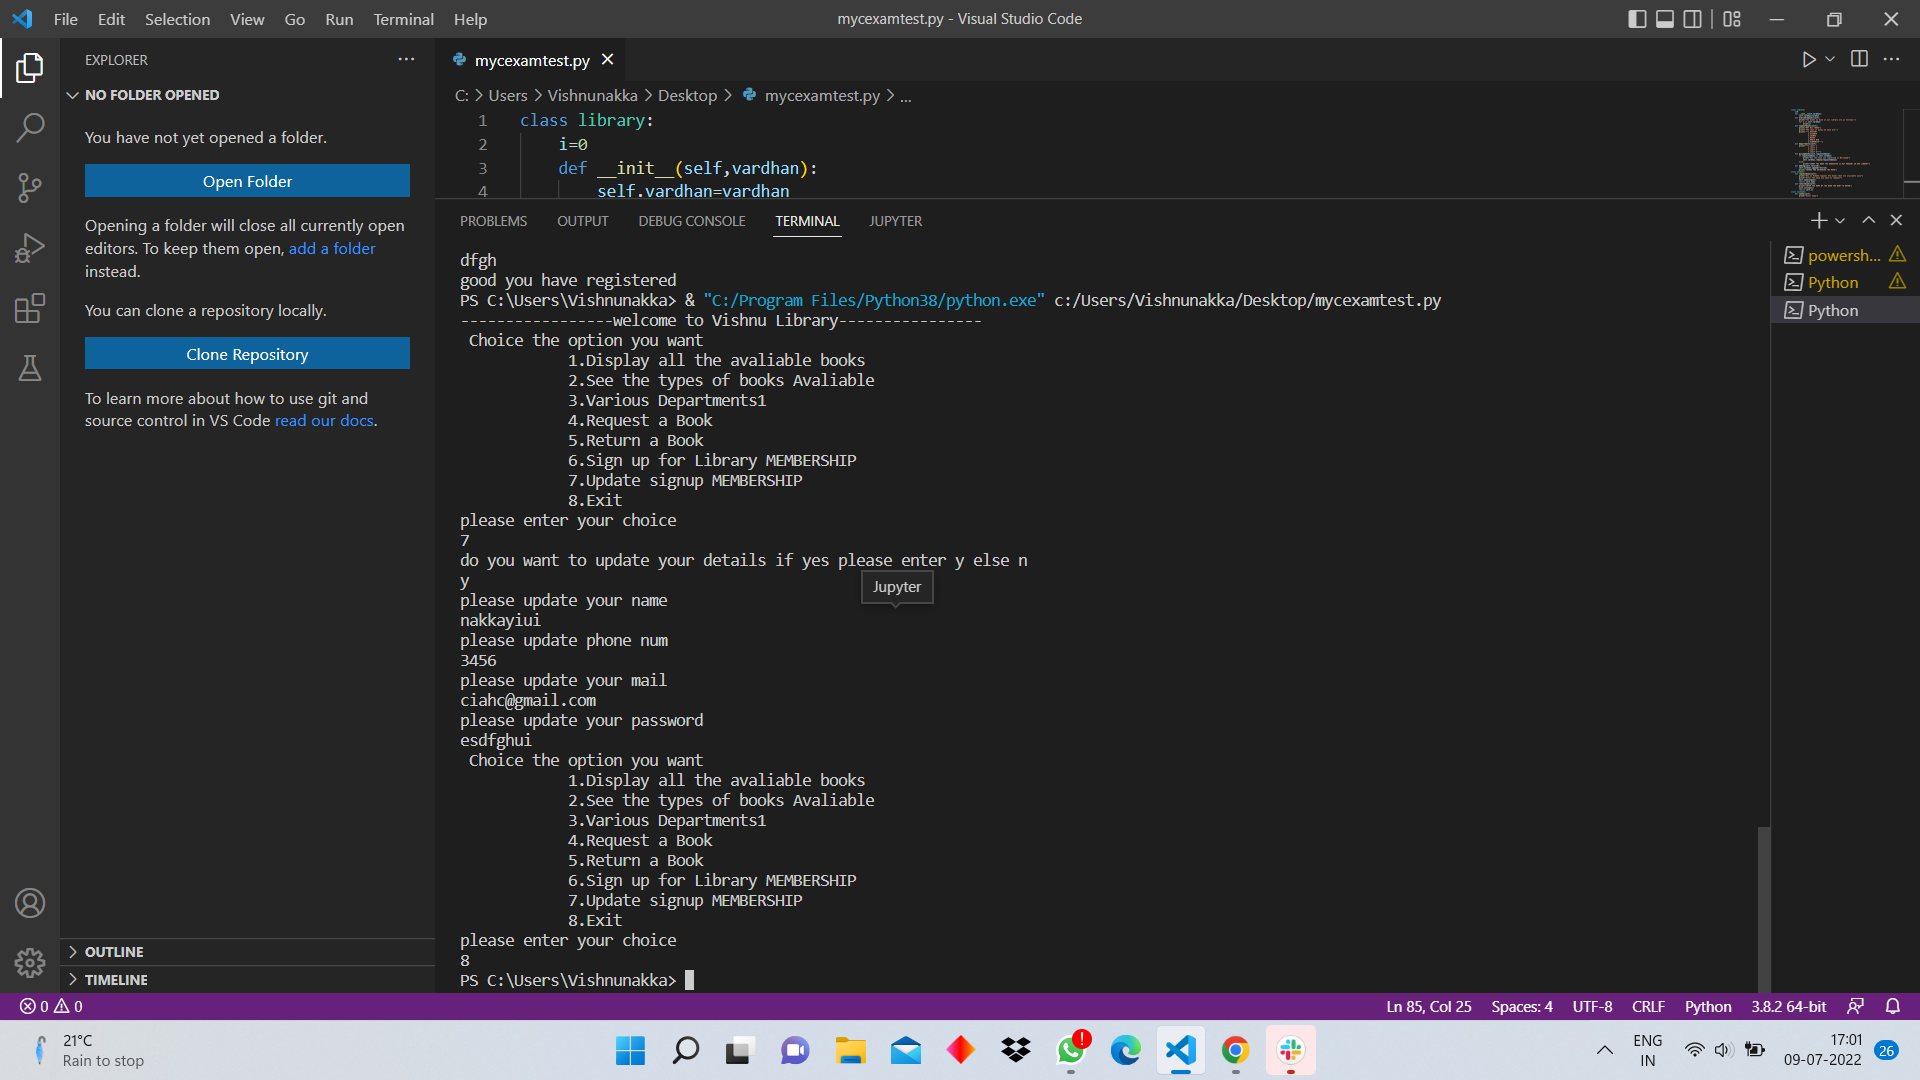 File Edit Selection View Go Run Terminal Help
mycexamtest.py - Visual Studio Code
EXPLORER
NO FOLDER OPENED
You have not yet opened a folder.
Open Folder
Opening a folder will close all currently open
editors. To keep them open, add a folder
instead.
You can clone a repository locally.
Clone Repository
To learn more about how to use git and
source control in VS Code read our docs.
OUTLINE
TIMELINE
mycexamtest.py
C: > Users > Vishnunakka > Desktop > mycexamtest.py > ...
1 class library:
2 i=0
3 def __init__(self,vardhan):
4 self.vardhan=vardhan
PROBLEMS OUTPUT DEBUG CONSOLE TERMINAL JUPYTER
dfgh
good you have registered
PS C:\Users\Vishnunakka> & "C:/Program Files/Python38/python.exe" c:/Users/Vishnunakka/Desktop/mycexamtest.py
-----------------welcome to Vishnu Library----------------
Choice the option you want
1.Display all the avaliable books
2.See the types of books Avaliable
3.Various Departments1
4.Request a Book
5.Return a Book
6.Sign up for Library MEMBERSHIP
7.Update signup MEMBERSHIP
8.Exit
please enter your choice
7
do you want to update your details if yes please enter y else n
y
Jupyter
please update your name
nakkayiui
please update phone num
3456
please update your mail
ciahc@gmail.com
please update your password
esdfghui
Choice the option you want
1.Display all the avaliable books
2.See the types of books Avaliable
3.Various Departments1
4.Request a Book
5.Return a Book
6.Sign up for Library MEMBERSHIP
7.Update signup MEMBERSHIP
8.Exit
please enter your choice
8
PS C:\Users\Vishnunakka>
powersh...
Python
Python
0 0
Ln 85, Col 25 Spaces: 4 UTF-8 CRLF Python 3.8.2 64-bit
21°C
Rain to stop
ENG
IN
17:01
09-07-2022
26